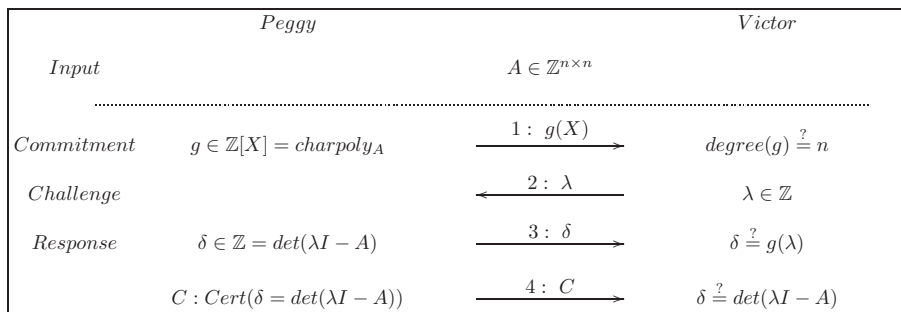 Peggy Victor
Input A ∈ ℤⁿˣⁿ
Commitment g ∈ ℤ[X] = charpoly_A 1 : g(X) degree(g) ≟ n
Challenge 2 : λ λ ∈ ℤ
Response δ ∈ ℤ = det(λI − A) 3 : δ δ ≟ g(λ)
C : Cert(δ = det(λI − A)) 4 : C δ ≟ det(λI − A)